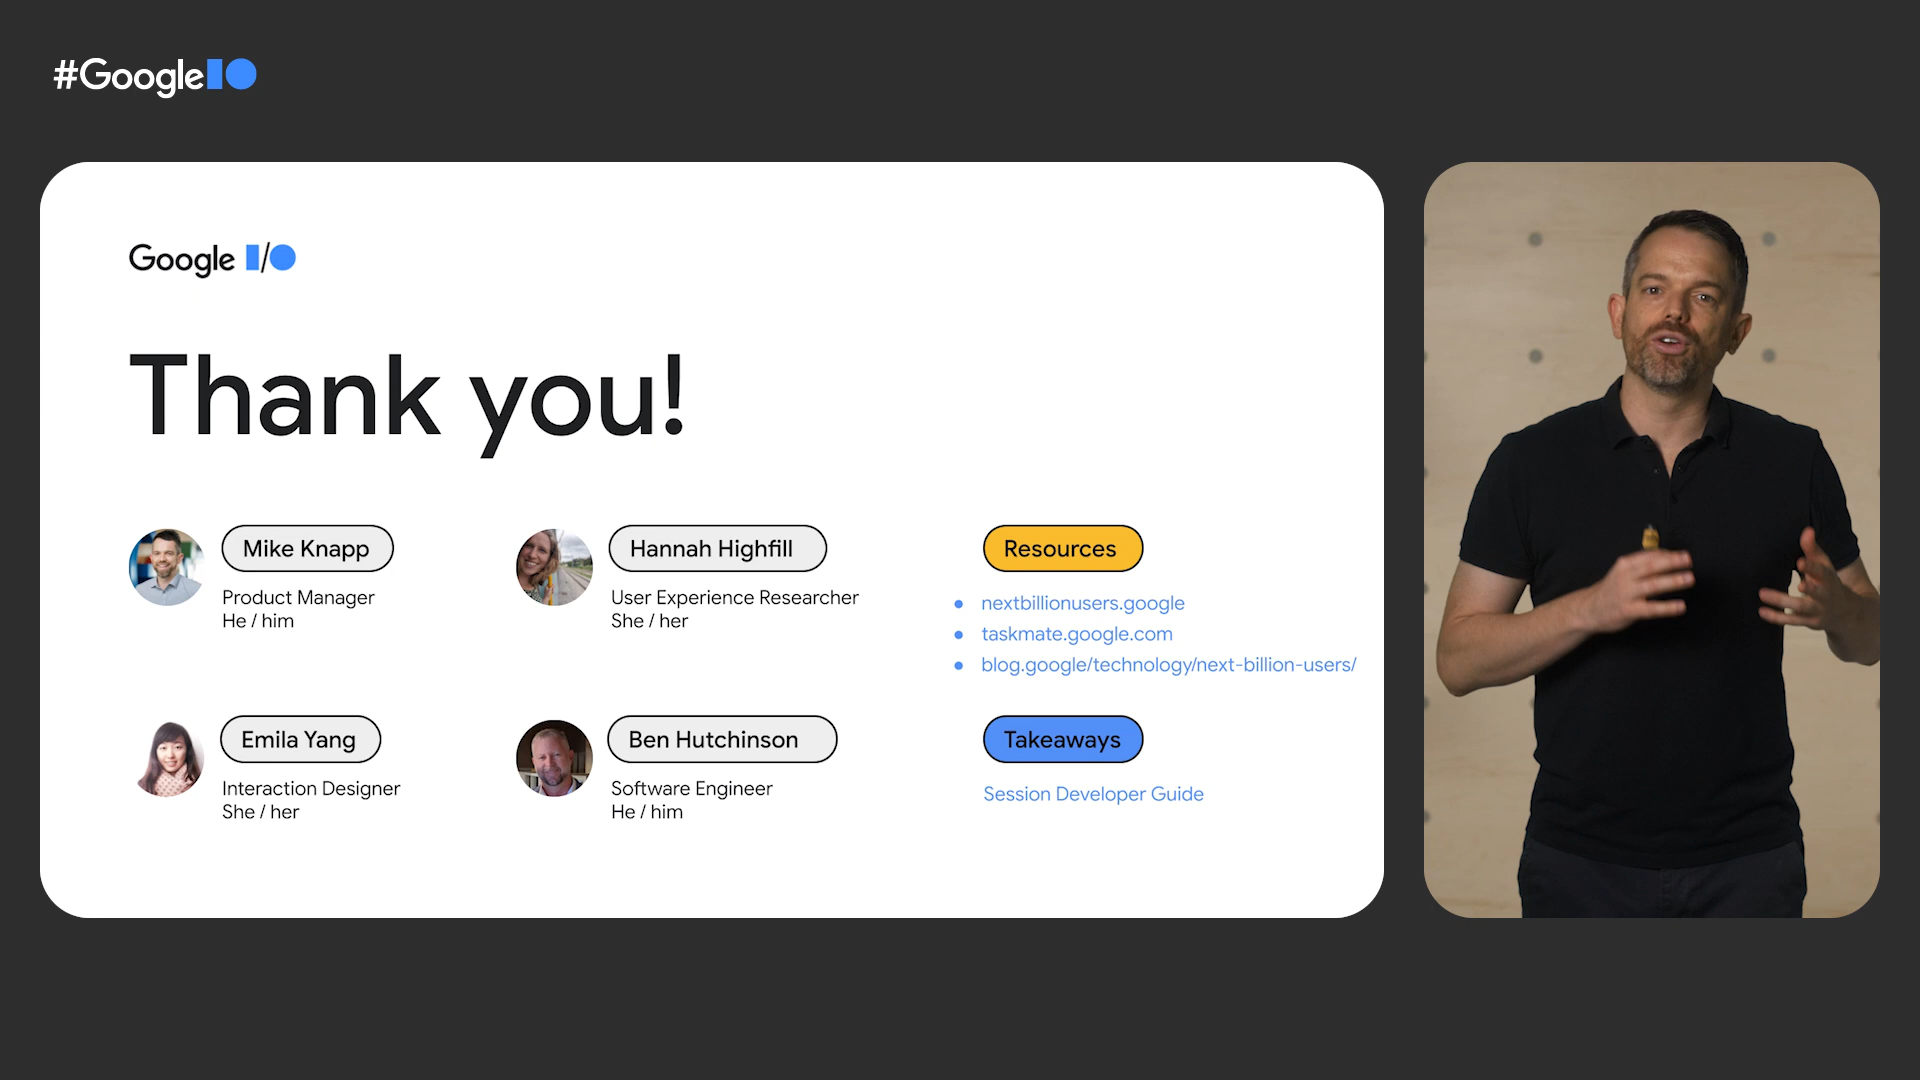 #GoogleIO
Google I/O
Thank you!
Mike Knapp
Product Manager
He / him
Hannah Highfill
User Experience Researcher
She / her
Resources
nextbillionusers.google
taskmate.google.com
blog.google/technology/next-billion-users/
Emila Yang
Interaction Designer
She / her
Ben Hutchinson
Software Engineer
He / him
Takeaways
Session Developer Guide